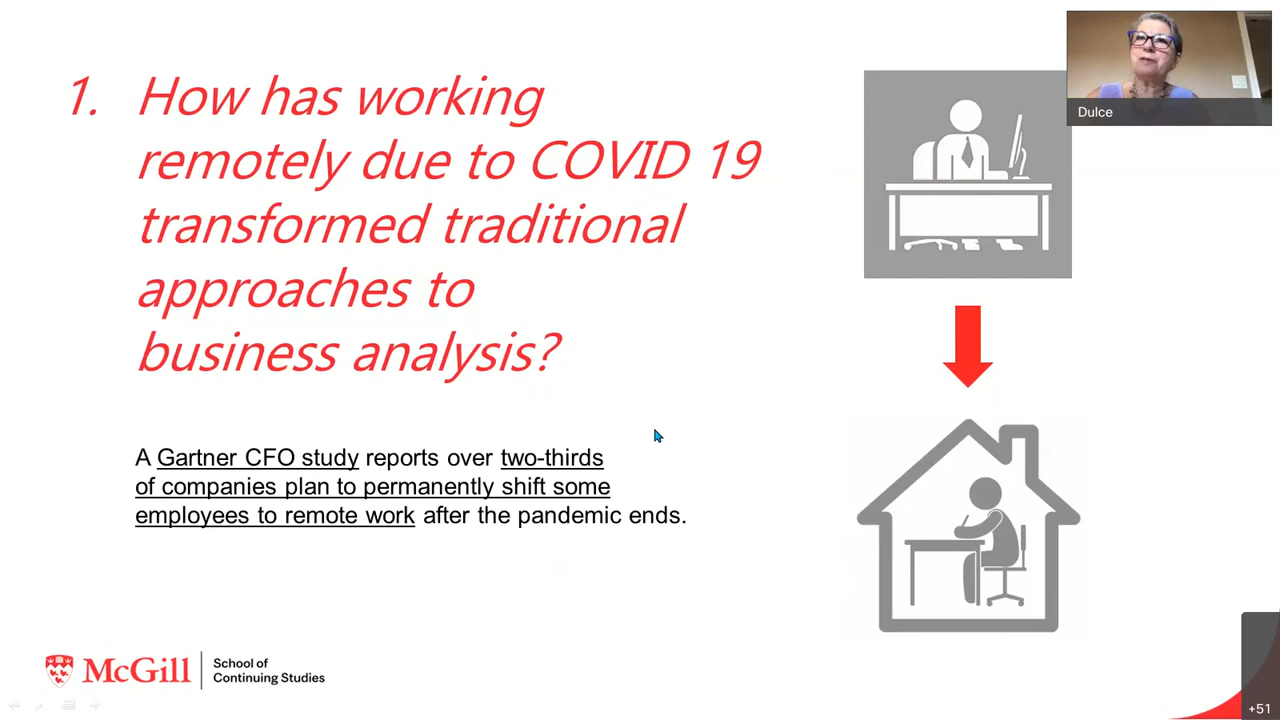 1. How has working
remotely due to COVID 19
transformed traditional
approaches to
business analysis?
A Gartner CFO study reports over two-thirds
of companies plan to permanently shift some
employees to remote work after the pandemic ends.
Dulce
McGill
School of
Continuing Studies
+51